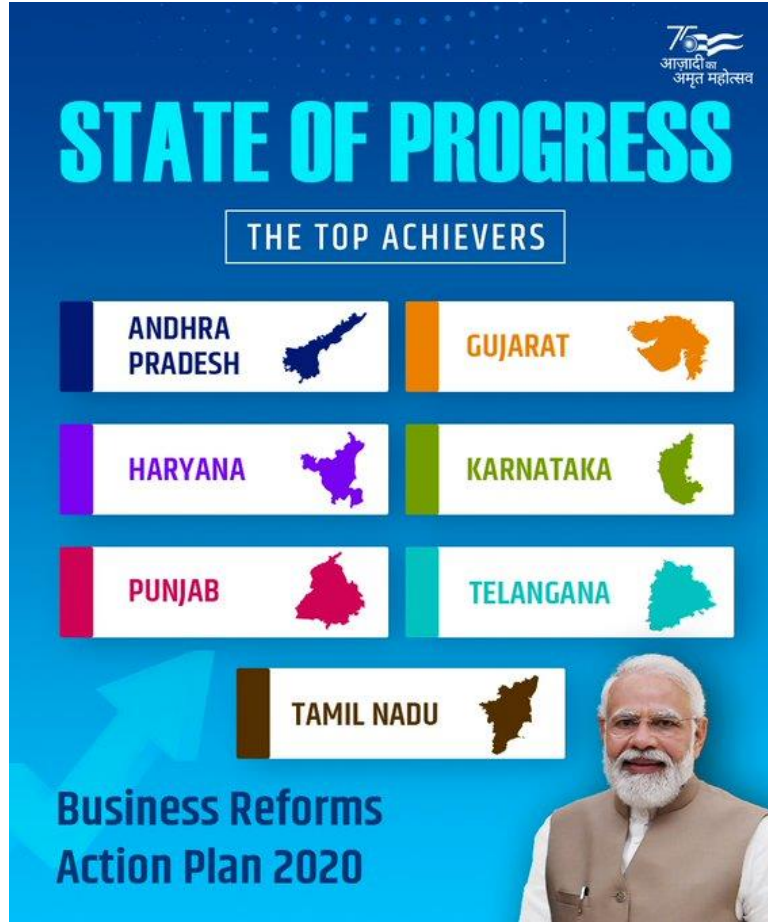 75
आज़ादी का
अमृत महोत्सव
STATE OF PROGRESS
THE TOP ACHIEVERS
ANDHRA
PRADESH
GUJARAT
HARYANA
KARNATAKA
PUNJAB
TELANGANA
TAMIL NADU
Business Reforms
Action Plan 2020